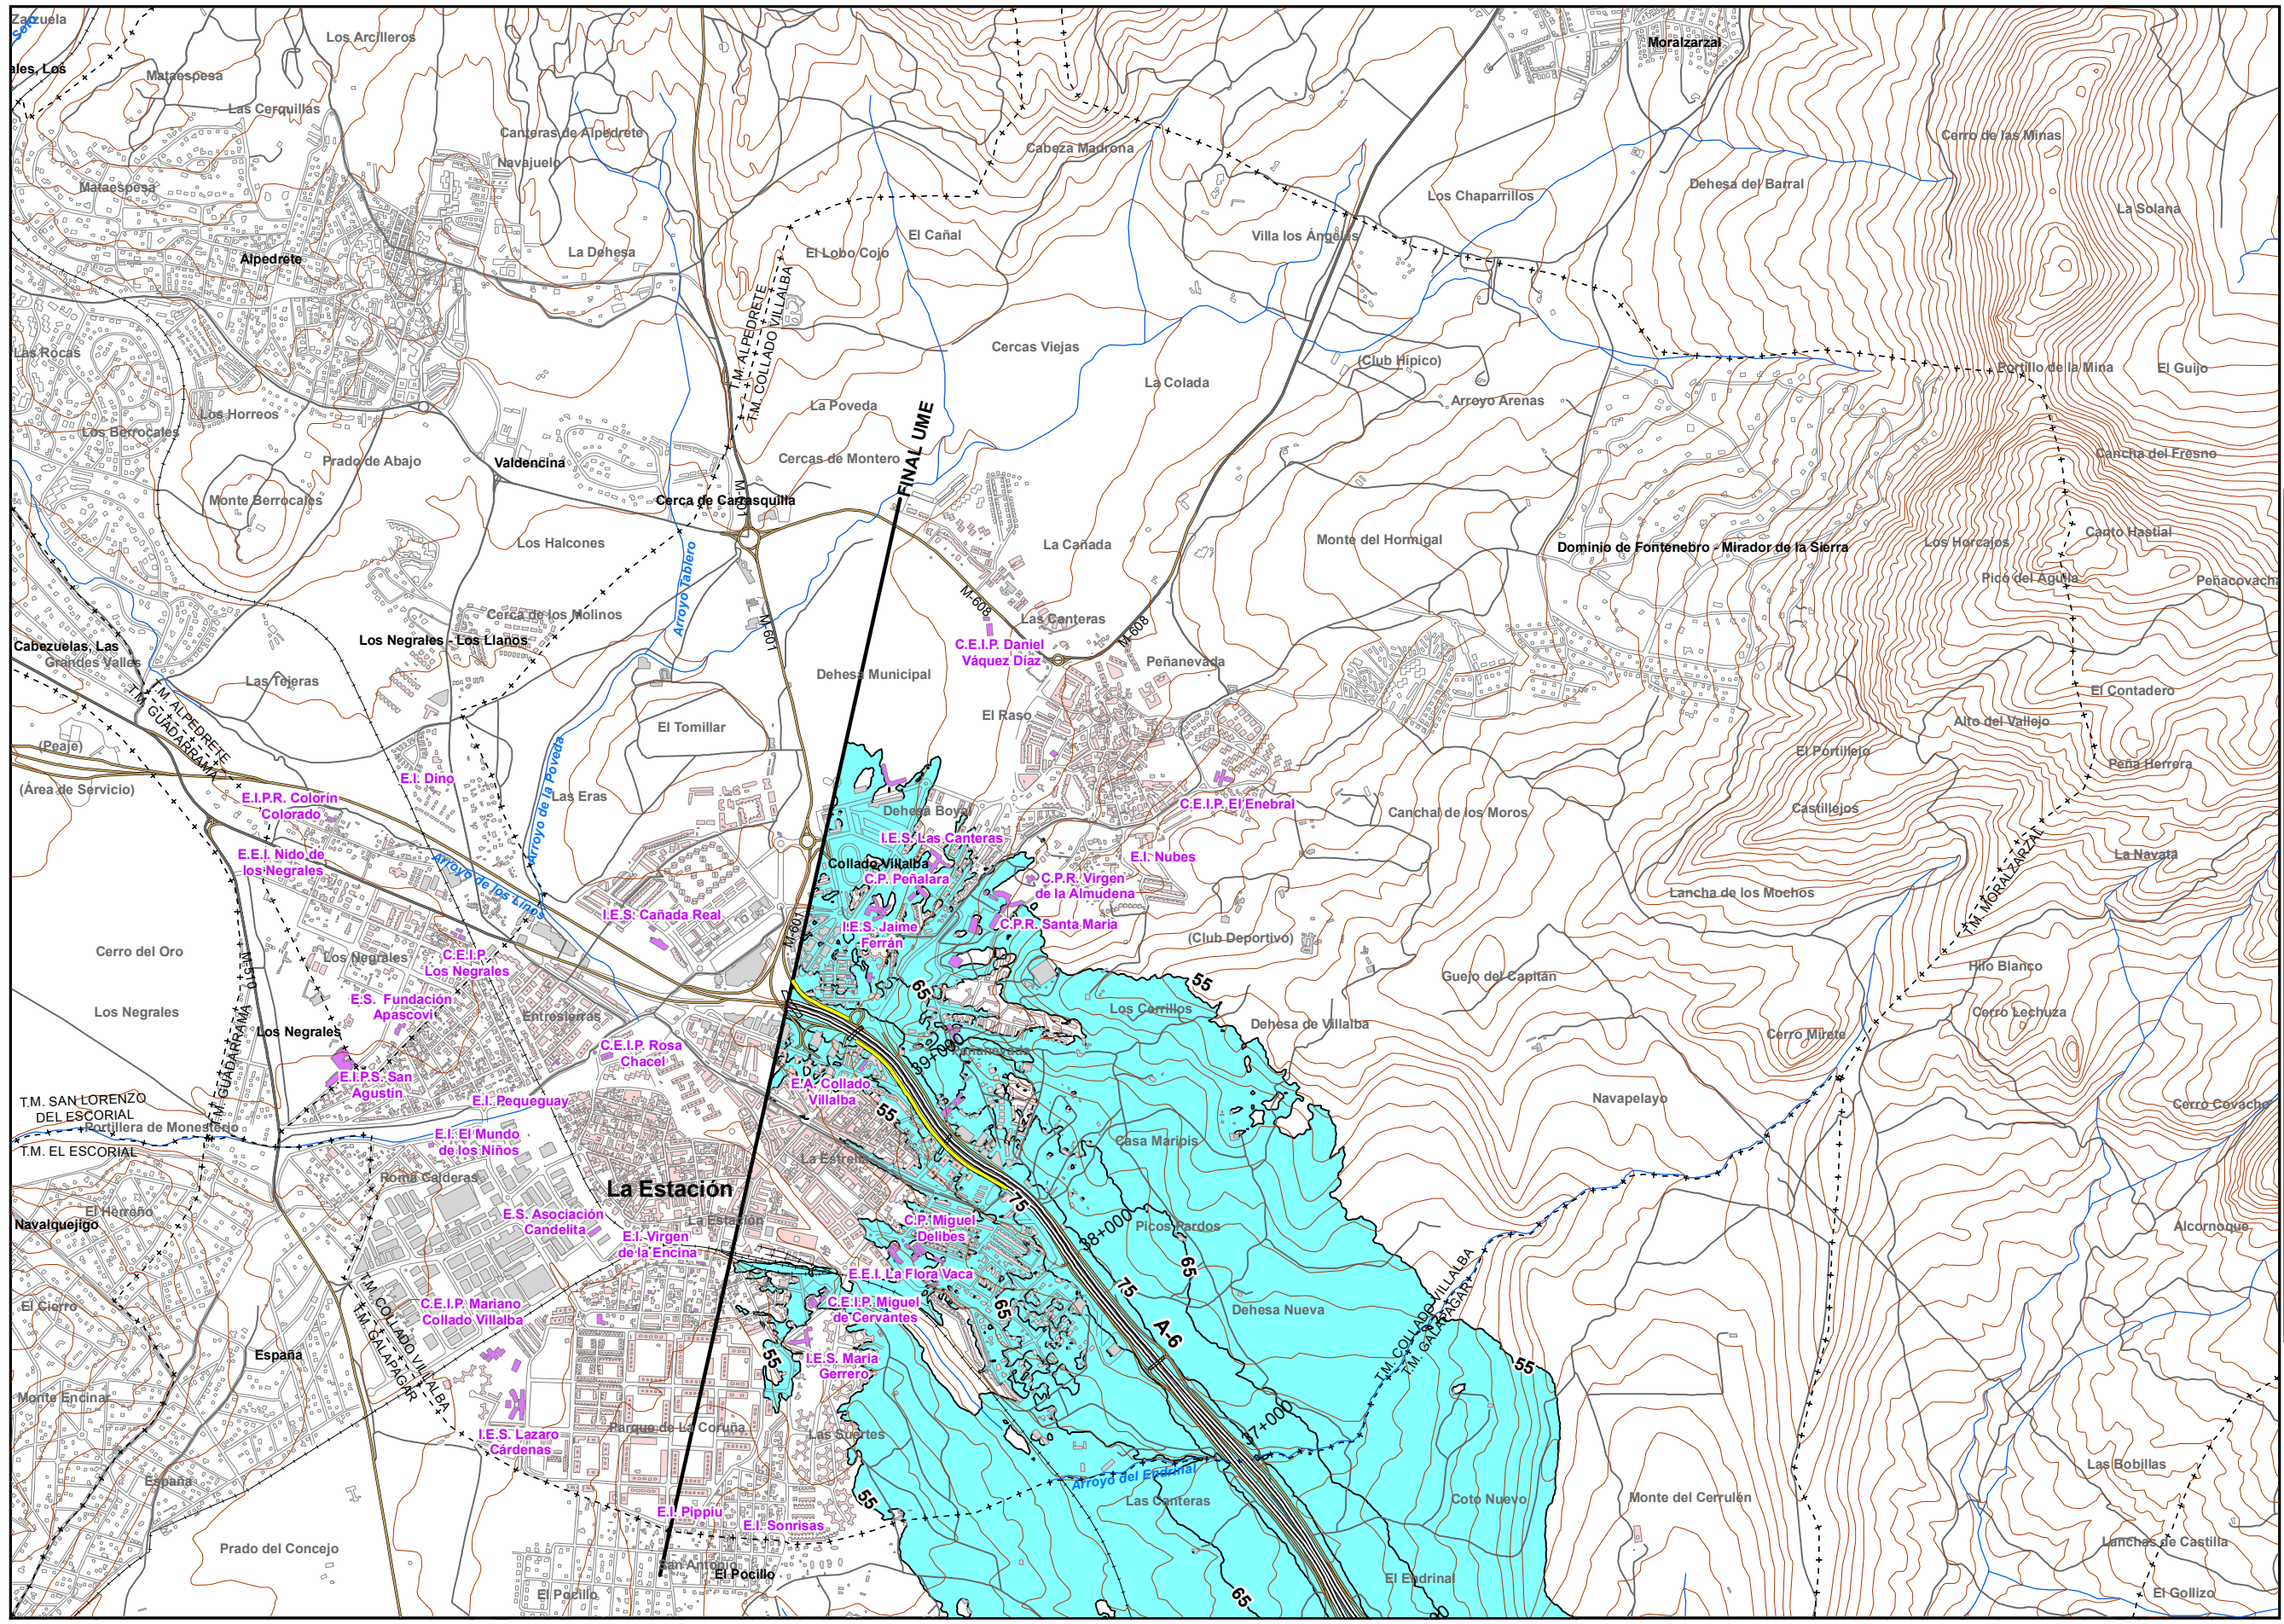 Zarzuela
Soto
Los Arcilleros
Moralzarzal
ales, Los
Mataespesa
Las Cerquillas
Canteras de Alpedrete
Cerro de las Minas
Cabeza Madrona
Navajuelo
Mataespesa
Dehesa del Barral
Los Chaparrillos
La Solana
El Cañal
Villa los Ángeles
La Dehesa
El Lobo Cojo
Alpedrete
T.M. ALPEDRETE
T.M. COLLADO VILLALBA
Las Rocas
Cercas Viejas
(Club Hípico)
Portillo de la Mina
El Guijo
La Colada
Arroyo Arenas
La Poveda
Los Horreos
Los Berrocales
FINAL UME
Prado de Abajo
Valdencina
Cercas de Montero
Cancha del Fresno
Monte Berrocales
Cerca de Carrasquilla
M-601
Los Halcones
La Cañada
Monte del Hormigal
Dominio de Fontenebro - Mirador de la Sierra
Los Horcajos
Canto Hastial
Pico del Aguila
Peñacovacha
Arroyo Tablero
M-608
Cerca de los Molinos
Las Canteras
M-608
Los Negrales - Los Llanos
M-601
C.E.I.P. Daniel
Váquez Díaz
Cabezuelas, Las
Grandes Valles
Peñanevada
Las Tejeras
Dehesa Municipal
El Contadero
T.M. ALPEDRETE
T.M. GUADARRAMA
El Raso
Alto del Vallejo
El Tomillar
(Peaje)
El Portillejo
Peña Herrera
E.I. Dino
(Área de Servicio)
Arroyo de la Poveda
Las Eras
E.I.P.R. Colorín
Colorado
C.E.I.P. El Enebral
Dehesa Boyal
Canchal de los Moros
Castillejos
I.E.S. Las Canteras
E.E.I. Nido de
los Negrales
Arroyo de los Linos
Collado Villalba
E.I. Nubes
La Navata
C.P. Peñalara
C.P.R. Virgen
de la Almudena
Lancha de los Mochos
T.M. MORALZARZAL
I.E.S. Cañada Real
C.P.R. Santa Maria
I.E.S. Jaime
Ferrán
M-601
(Club Deportivo)
Cerro del Oro
Los Negrales
C.E.I.P.
Los Negrales
M-510
Hilo Blanco
Guejo del Capitán
55
65
E.S. Fundación
Apascovi
Los Cerrillos
Los Negrales
Entresierras
Los Negrales
Dehesa de Villalba
Cerro Lechuza
Cerro Mirete
C.E.I.P. Rosa
Chacel
39+000
T.M. GUADARRAMA
E.I.P.S. San
Agustín
E.A. Collado
Villalba
T.M. SAN LORENZO
DEL ESCORIAL
E.I. Pequeguay
55
Navapelayo
Cerro Covacho
Portillera de Monesterio
T.M. EL ESCORIAL
E.I. El Mundo
de los Niños
Casa Maripis
La Estrella
Roma Calderas
La Estación
75
El Herreño
Navalquejigo
E.S. Asociación
Candelita
La Estación
C.P. Miguel
Delibes
38+000
Picos Pardos
Alcornoque
E.I. Virgen
de la Encina
65
E.E.I. La Flora Vaca
75
El Cierro
C.E.I.P. Mariano
Collado Villalba
C.E.I.P. Miguel
de Cervantes
65
Dehesa Nueva
T.M. COLLADO VILLALBA
T.M. GALAPAGAR
T.M. COLLADO VILLALBA
T.M. GALAPAGAR
A-6
España
I.E.S. Maria
Gerrero
55
55
Monte Encinar
37+000
I.E.S. Lazaro
Cárdenas
Parque de La Coruña
Las Suertes
España
Arroyo del Endrinal
Las Bobillas
55
Las Canteras
Coto Nuevo
Monte del Cerrulén
E.I. Pippiu
E.I. Sonrisas
Prado del Concejo
Lanchas de Castilla
San Antonio
El Pocillo
El Endrinal
El Pocillo
65
El Gollizo